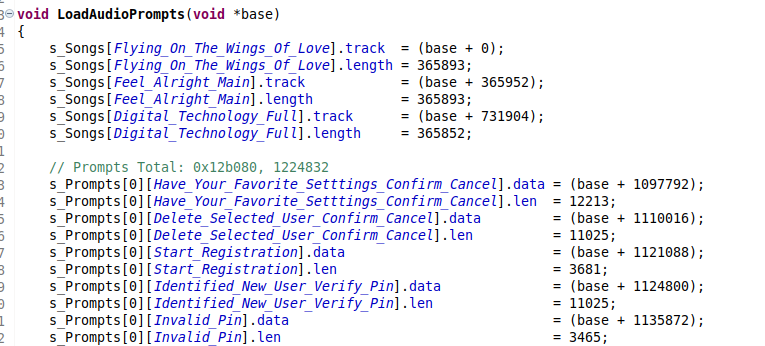 3 void LoadAudioPrompts(void *base)
4 {
5     s_Songs[Flying_On_The_Wings_Of_Love].track  = (base + 0);
6     s_Songs[Flying_On_The_Wings_Of_Love].length = 365893;
7     s_Songs[Feel_Alright_Main].track            = (base + 365952);
8     s_Songs[Feel_Alright_Main].length           = 365893;
9     s_Songs[Digital_Technology_Full].track      = (base + 731904);
0     s_Songs[Digital_Technology_Full].length     = 365852;
1
2     // Prompts Total: 0x12b080, 1224832
3     s_Prompts[0][Have_Your_Favorite_Setttings_Confirm_Cancel].data = (base + 1097792);
4     s_Prompts[0][Have_Your_Favorite_Setttings_Confirm_Cancel].len  = 12213;
5     s_Prompts[0][Delete_Selected_User_Confirm_Cancel].data         = (base + 1110016);
6     s_Prompts[0][Delete_Selected_User_Confirm_Cancel].len          = 11025;
7     s_Prompts[0][Start_Registration].data                          = (base + 1121088);
8     s_Prompts[0][Start_Registration].len                           = 3681;
9     s_Prompts[0][Identified_New_User_Verify_Pin].data              = (base + 1124800);
0     s_Prompts[0][Identified_New_User_Verify_Pin].len               = 11025;
1     s_Prompts[0][Invalid_Pin].data                                 = (base + 1135872);
2     s_Prompts[0][Invalid_Pin].len                                  = 3465;